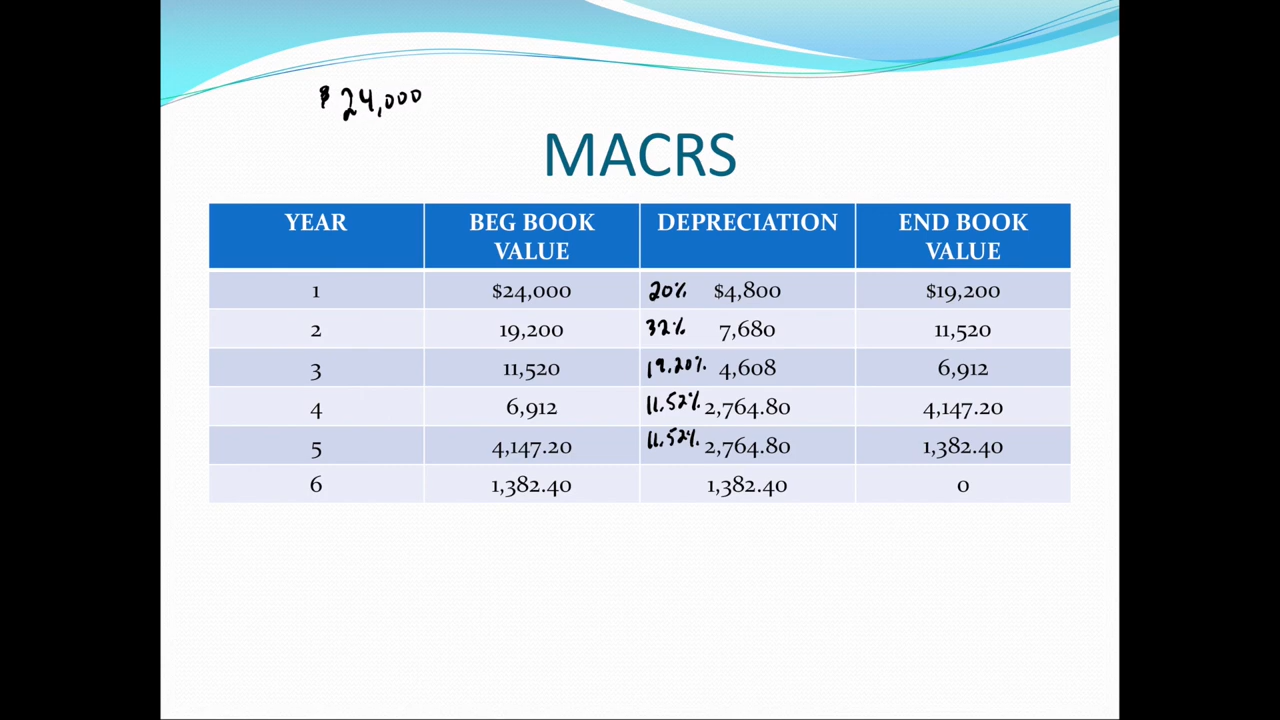 $24,000
MACRS
YEAR BEG BOOK VALUE DEPRECIATION END BOOK VALUE
1 $24,000 20% $4,800 $19,200
2 19,200 32% 7,680 11,520
3 11,520 19.20% 4,608 6,912
4 6,912 11.52% 2,764.80 4,147.20
5 4,147.20 11.52% 2,764.80 1,382.40
6 1,382.40 1,382.40 0